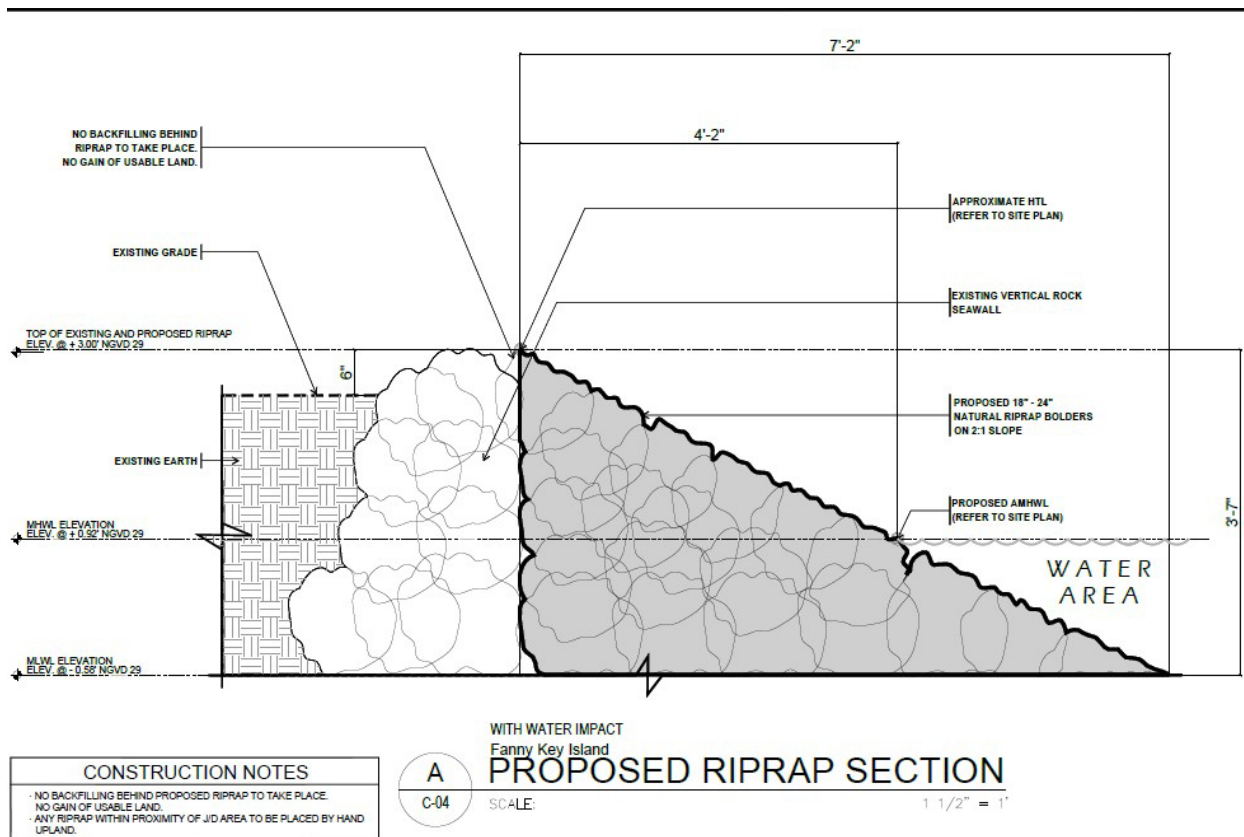 7'-2"
4'-2"
NO BACKFILLING BEHIND
RIPRAP TO TAKE PLACE.
NO GAIN OF USABLE LAND.
APPROXIMATE HTL
(REFER TO SITE PLAN)
EXISTING GRADE
EXISTING VERTICAL ROCK
SEAWALL
TOP OF EXISTING AND PROPOSED RIPRAP
ELEV. @ + 3.00' NGVD 29
6"
PROPOSED 18" - 24"
NATURAL RIPRAP BOLDERS
ON 2:1 SLOPE
EXISTING EARTH
PROPOSED AMHWL
(REFER TO SITE PLAN)
3'-7"
MHWL ELEVATION
ELEV. @ + 0.92' NGVD 29
WATER
AREA
MLWL ELEVATION
ELEV. @ - 0.58' NGVD 29
WITH WATER IMPACT
Fanny Key Island
A
C-04
PROPOSED RIPRAP SECTION
SCALE: 1 1/2" = 1'
CONSTRUCTION NOTES
· NO BACKFILLING BEHIND PROPOSED RIPRAP TO TAKE PLACE.
NO GAIN OF USABLE LAND.
· ANY RIPRAP WITHIN PROXIMITY OF J/D AREA TO BE PLACED BY HAND
UPLAND.